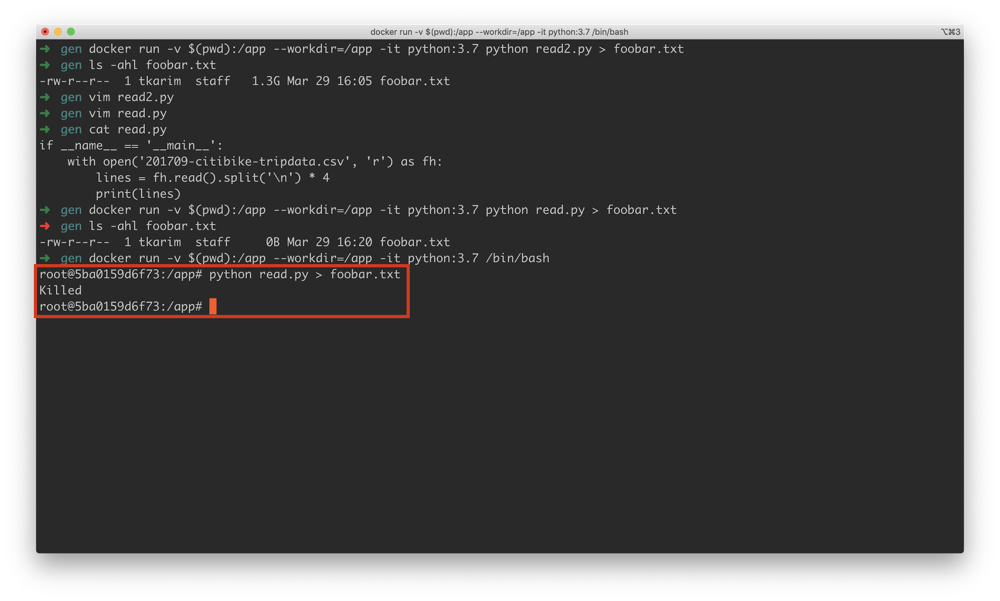 docker run -v $(pwd):/app --workdir=/app -it python:3.7 /bin/bash ⌥⌘3
➜  gen docker run -v $(pwd):/app --workdir=/app -it python:3.7 python read2.py > foobar.txt
➜  gen ls -ahl foobar.txt
-rw-r--r--  1 tkarim  staff   1.3G Mar 29 16:05 foobar.txt
➜  gen vim read2.py
➜  gen vim read.py
➜  gen cat read.py
if __name__ == '__main__':
    with open('201709-citibike-tripdata.csv', 'r') as fh:
        lines = fh.read().split('\n') * 4
        print(lines)
➜  gen docker run -v $(pwd):/app --workdir=/app -it python:3.7 python read.py > foobar.txt
➜  gen ls -ahl foobar.txt
-rw-r--r--  1 tkarim  staff     0B Mar 29 16:20 foobar.txt
➜  gen docker run -v $(pwd):/app --workdir=/app -it python:3.7 /bin/bash
root@5ba0159d6f73:/app# python read.py > foobar.txt
Killed
root@5ba0159d6f73:/app#